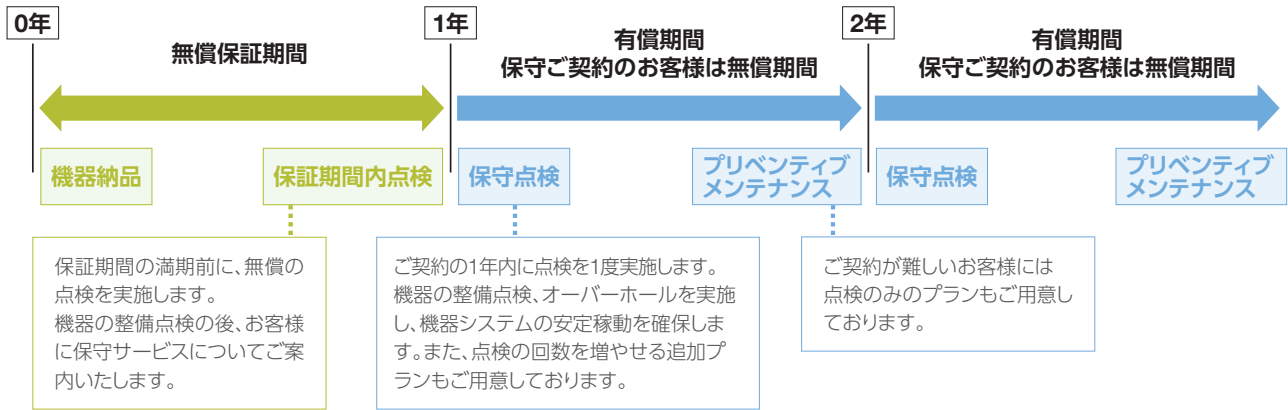 0年
無償保証期間
1年
有償期間
保守ご契約のお客様は無償期間
2年
有償期間
保守ご契約のお客様は無償期間
機器納品
保証期間内点検
保守点検
プリベンティブ
メンテナンス
保守点検
プリベンティブ
メンテナンス
保証期間の満期前に、無償の
点検を実施します。
機器の整備点検の後、お客様
に保守サービスについてご案
内いたします。
ご契約の1年内に点検を1度実施します。
機器の整備点検、オーバーホールを実施
し、機器システムの安定稼動を確保しま
す。また、点検の回数を増やせる追加プ
ランもご用意しております。
ご契約が難しいお客様には
点検のみのプランもご用意し
ております。